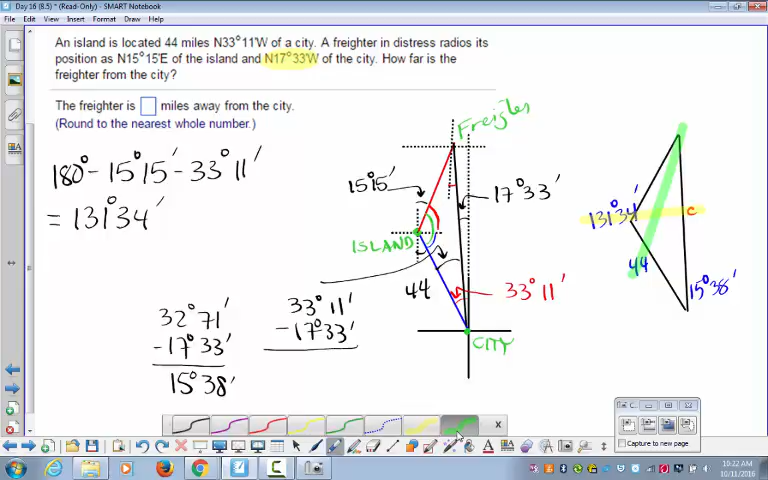 Day 16 (8.5) * (Read-Only) - SMART Notebook
File Edit View Insert Format Draw Help
An island is located 44 miles N33°11'W of a city. A freighter in distress radios its
position as N15°15'E of the island and N17°33'W of the city. How far is the
freighter from the city?
The freighter is miles away from the city.
(Round to the nearest whole number.)
180° - 15°15' - 33°11'
= 131°34'
Freighter
15°15'
17°33'
ISLAND
44
33°11'
CITY
131°34'
c
44
15°38'
32°71'
-17°33'
15°38'
33°11'
-17°33'
Capture to new page
10:22 AM
10/11/2016